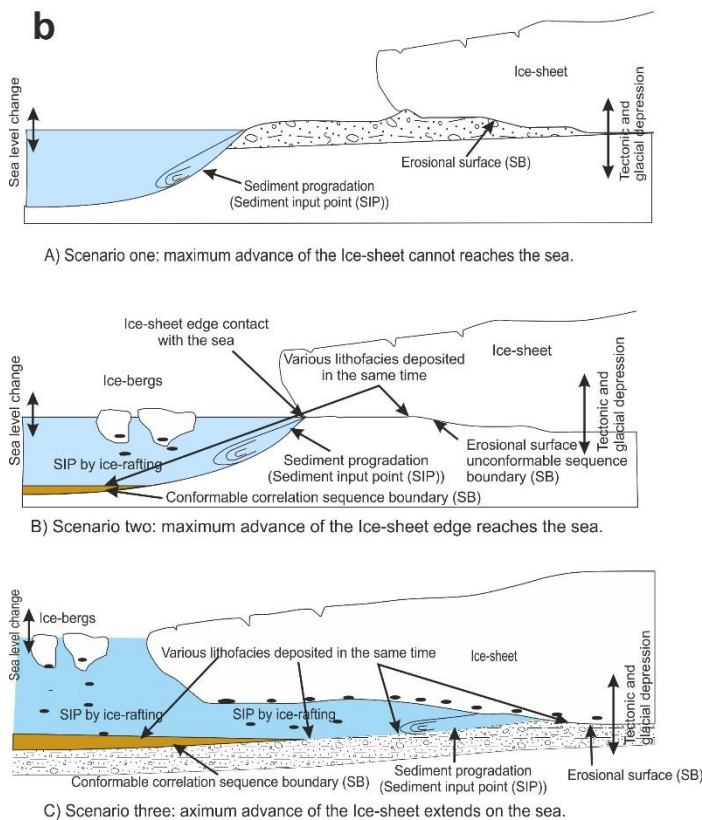 b
Ice-sheet
Sea level change
Tectonic and
glacial depression
Erosional surface (SB)
Sediment progradation
(Sediment input point (SIP))
A) Scenario one: maximum advance of the Ice-sheet cannot reaches the sea.
Ice-sheet edge contact
with the sea
Various lithofacies deposited
in the same time
Ice-sheet
Ice-bergs
Sea level change
Tectonic and
glacial depression
SIP by ice-rafting
Sediment progradation
(Sediment input point (SIP))
Erosional surface
unconformable sequence
boundary (SB)
Conformable correlation sequence boundary (SB)
B) Scenario two: maximum advance of the Ice-sheet edge reaches the sea.
Ice-bergs
Sea level change
Various lithofacies deposited in the same time
Ice-sheet
Tectonic and
glacial depression
SIP by ice-rafting
SIP by ice-rafting
Conformable correlation sequence boundary (SB)
Sediment progradation
(Sediment input point (SIP))
Erosional surface (SB)
C) Scenario three: aximum advance of the Ice-sheet extends on the sea.